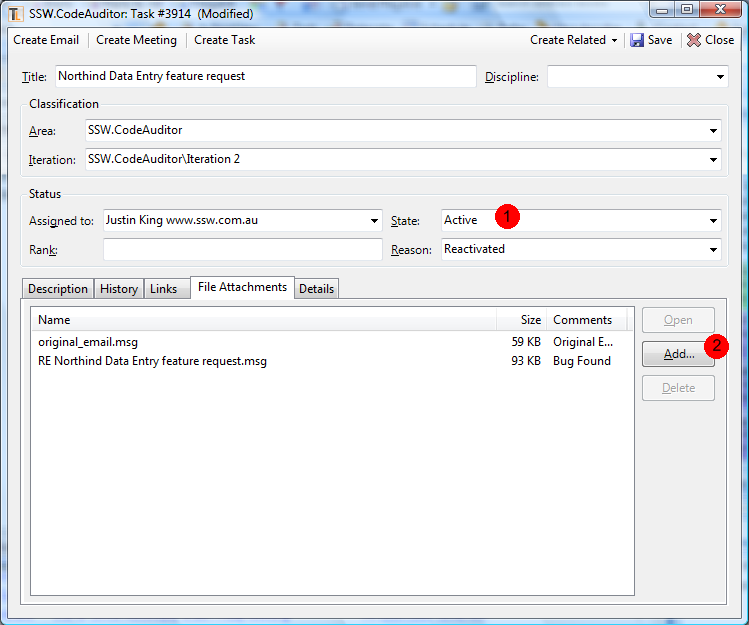 SSW.CodeAuditor: Task #3914 (Modified)
Create Email Create Meeting Create Task Create Related Save Close
Title: Northind Data Entry feature request Discipline:
Classification
Area: SSW.CodeAuditor
Iteration: SSW.CodeAuditor\Iteration 2
Status
Assigned to: Justin King www.ssw.com.au State: Active 1
Rank: Reason: Reactivated
Description History Links File Attachments Details
Name Size Comments Open
original_email.msg 59 KB Original E...
RE Northind Data Entry feature request.msg 93 KB Bug Found Add... 2
Delete